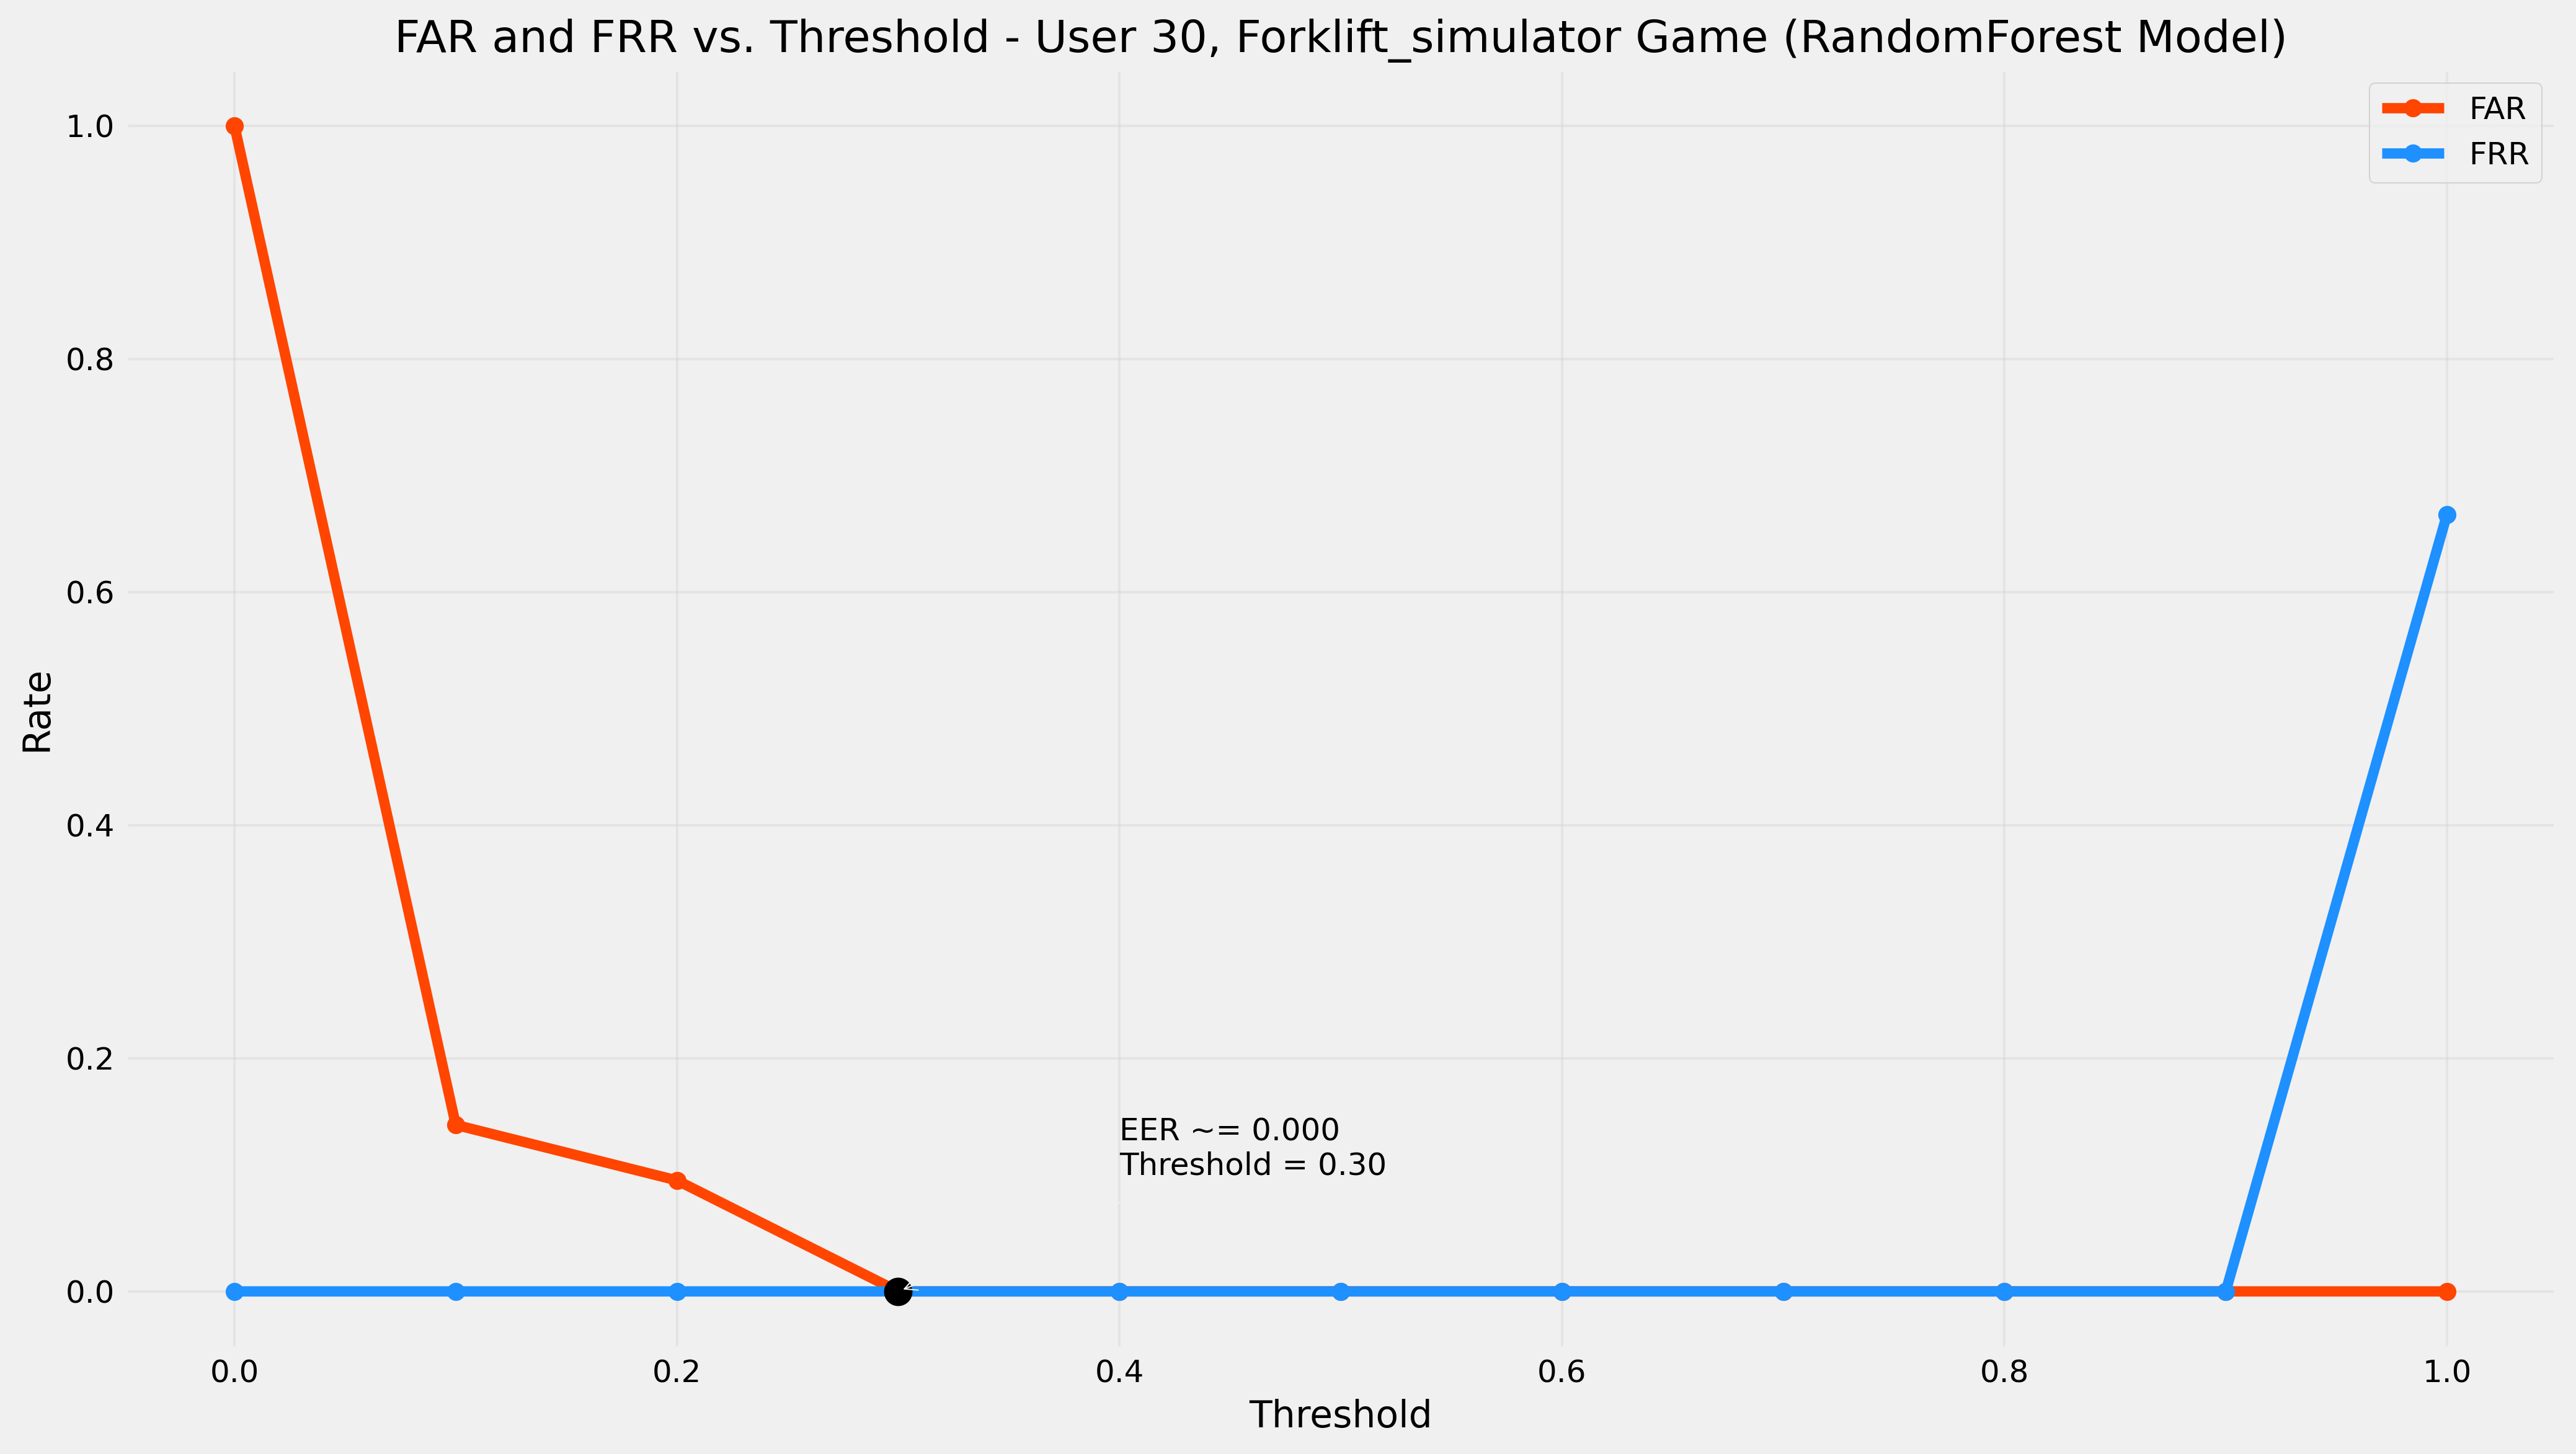 FAR and FRR vs. Threshold - User 30, Forklift_simulator Game (RandomForest Model)
FAR
FRR
1.0
0.8
0.6
0.4
0.2
0.0
Rate
EER ~= 0.000
Threshold = 0.30
0.0
0.2
0.4
0.6
0.8
1.0
Threshold